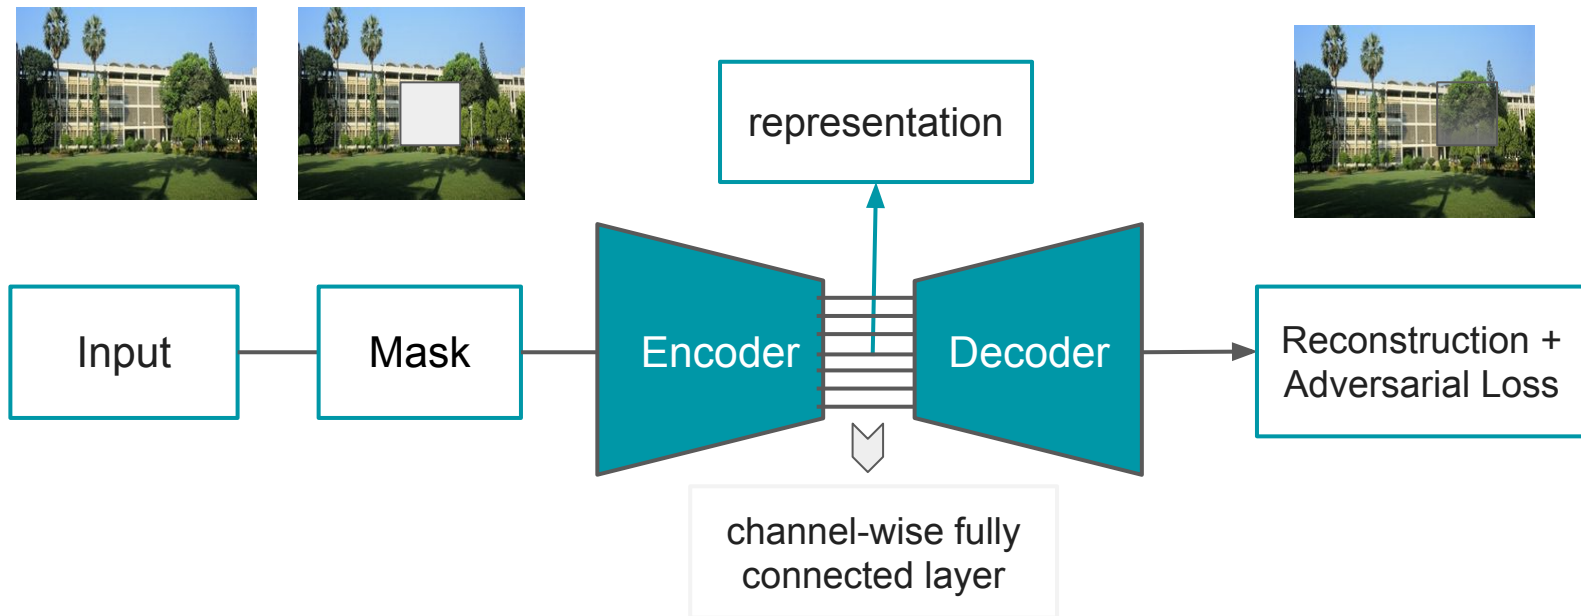 representation
Input
Mask
Encoder
Decoder
Reconstruction +
Adversarial Loss
channel-wise fully
connected layer